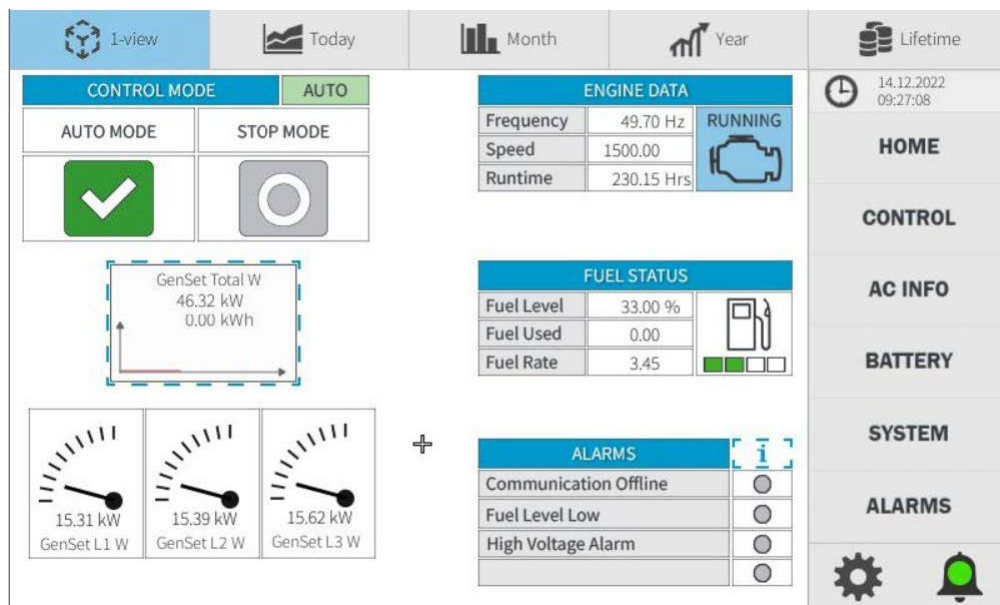 1-view
Today
Month
Year
Lifetime
CONTROL MODE
AUTO
AUTO MODE
STOP MODE
GenSet Total W
46.32 kW
0.00 kWh
15.31 kW
GenSet L1 W
15.39 kW
GenSet L2 W
15.62 kW
GenSet L3 W
ENGINE DATA
Frequency 49.70 Hz
Speed 1500.00
Runtime 230.15 Hrs
RUNNING
FUEL STATUS
Fuel Level 33.00 %
Fuel Used 0.00
Fuel Rate 3.45
ALARMS
i
Communication Offline
Fuel Level Low
High Voltage Alarm
14.12.2022
09:27:08
HOME
CONTROL
AC INFO
BATTERY
SYSTEM
ALARMS